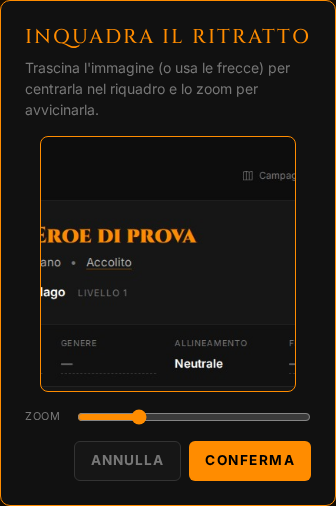 INQUADRA IL RITRATTO
Trascina l'immagine (o usa le frecce) per
centrarla nel riquadro e lo zoom per
avvicinarla.
Campag
EROE DI PROVA
ano • Accolito
lago LIVELLO 1
GENERE ALLINEAMENTO F
— Neutrale —
ZOOM
ANNULLA CONFERMA